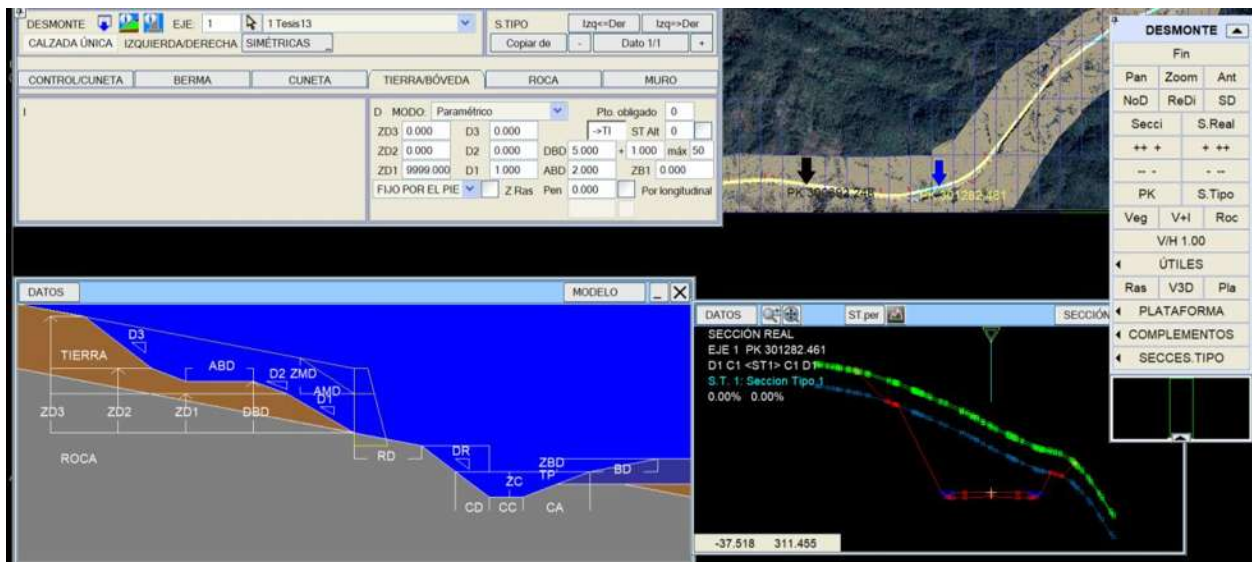 DESMONTE EJE: 1 1 Tesis13
CALZADA ÚNICA IZQUIERDA/DERECHA SIMÉTRICAS
S.TIPO Izq<=Der Izq=>Der
Copiar de - Dato 1/1 +
CONTROL/CUNETA BERMA CUNETA TIERRA/BÓVEDA ROCA MURO
D MODO: Paramétrico Pto. obligado 0
ZD3 0.000 D3 0.000 ->TI ST Alt 0
ZD2 0.000 D2 0.000 DBD 5.000 + 1.000 máx 50
ZD1 9999.000 D1 1.000 ABD 2.000 ZB1 0.000
FIJO POR EL PIE Z Ras Pen 0.000 Por longitudinal
PK 301282.481
DESMONTE
Fin
Pan Zoom Ant
NoD ReDi SD
Secci S.Real
++ + + ++
-- - - --
PK S.Tipo
Veg V+I Roc
V/H 1.00
ÚTILES
Ras V3D Pla
PLATAFORMA
COMPLEMENTOS
SECCES.TIPO
DATOS MODELO
D3
TIERRA
ABD
D2 ZMD
AMD
D1
ZD3 ZD2 ZD1 DBD
ROCA
RD
DR
ZBD
TP
BD
ZC
CD CC CA
DATOS ST.per SECCIÓN
SECCIÓN REAL
EJE 1 PK 301282.461
D1 C1 <ST1> C1 D1
S.T. 1: Seccion Tipo 1
0.00% 0.00%
-37.518 311.455